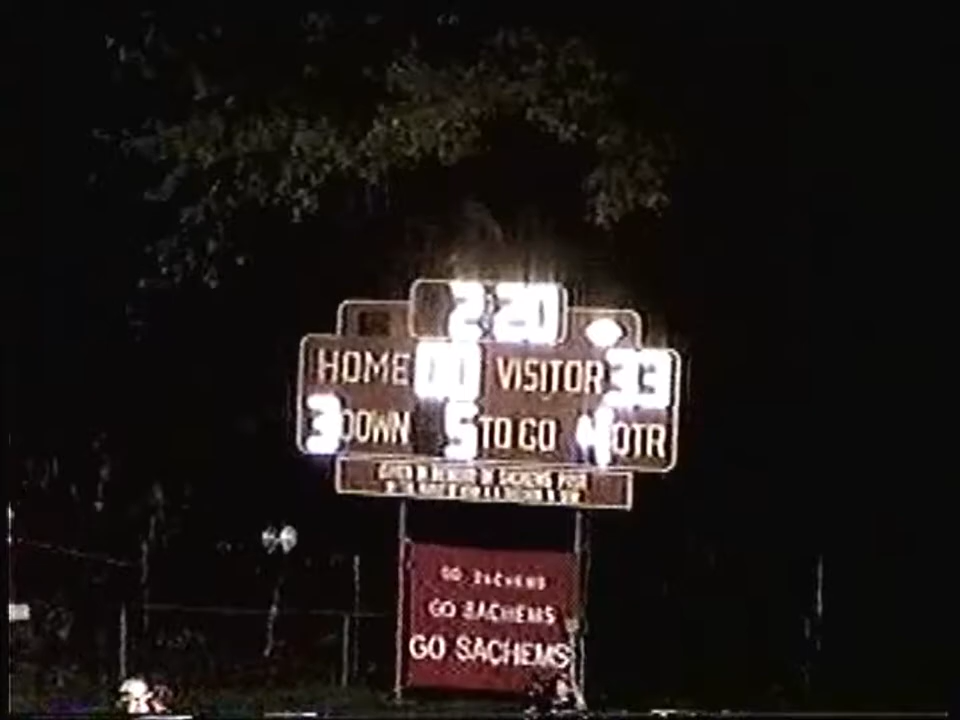 2:20
HOME 00 VISITOR 33
3 DOWN 5 TO GO 4 QTR
GO SACHEMS
GO SACHEMS
GO SACHEMS